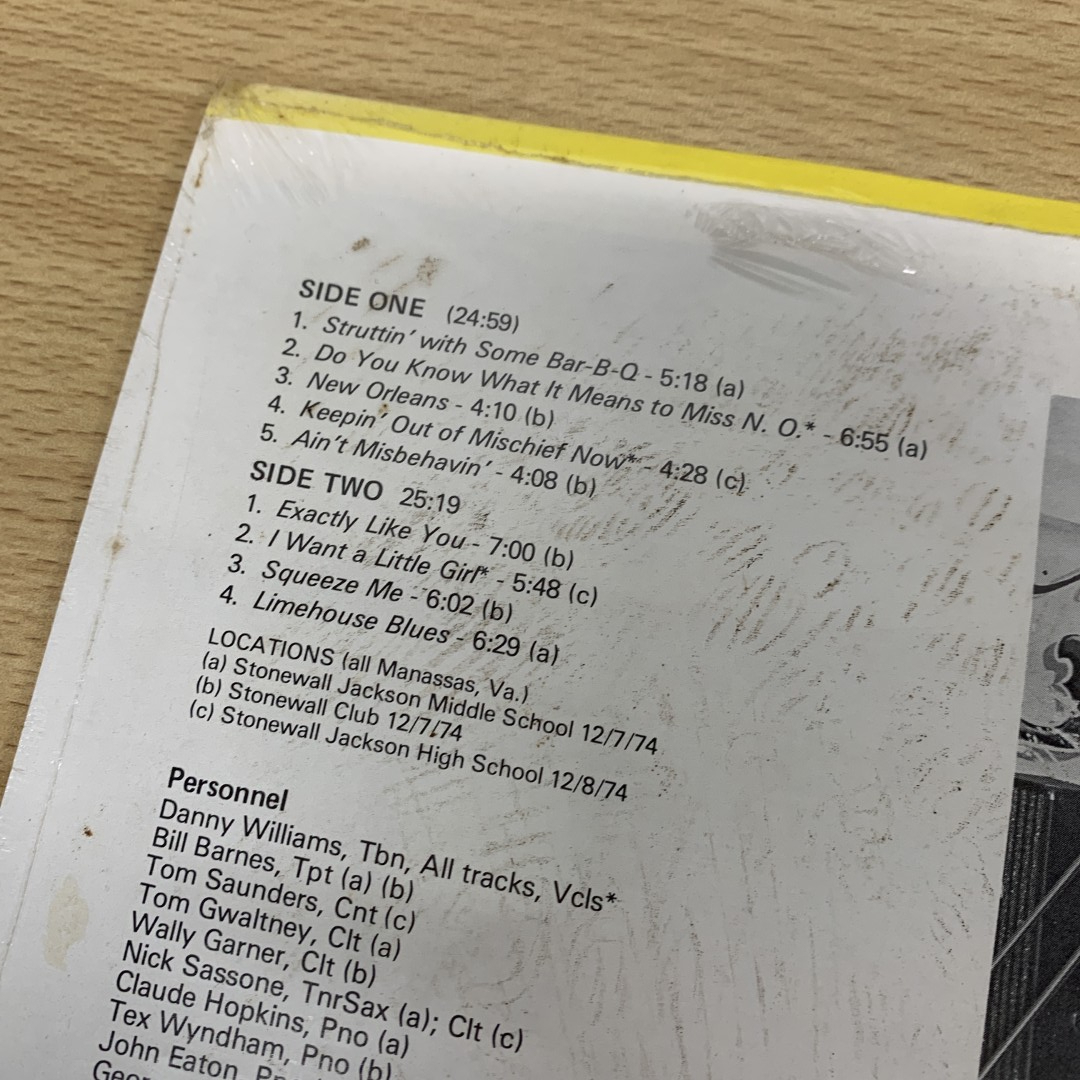 SIDE ONE (24:59)
1. Struttin' with Some Bar-B-Q - 5:18 (a)
2. Do You Know What It Means to Miss N. O.* - 6:55 (a)
3. New Orleans - 4:10 (b)
4. Keepin' Out of Mischief Now* - 4:28 (c)
5. Ain't Misbehavin' - 4:08 (b)
SIDE TWO 25:19
1. Exactly Like You - 7:00 (b)
2. I Want a Little Girl* - 5:48 (c)
3. Squeeze Me - 6:02 (b)
4. Limehouse Blues - 6:29 (a)
LOCATIONS (all Manassas, Va.)
(a) Stonewall Jackson Middle School 12/7/74
(b) Stonewall Club 12/7/74
(c) Stonewall Jackson High School 12/8/74
Personnel
Danny Williams, Tbn, All tracks, Vcls*
Bill Barnes, Tpt (a) (b)
Tom Saunders, Cnt (c)
Tom Gwaltney, Clt (a)
Wally Garner, Clt (b)
Nick Sassone, TnrSax (a); Clt (c)
Claude Hopkins, Pno (a)
Tex Wyndham, Pno (b)
John Eaton